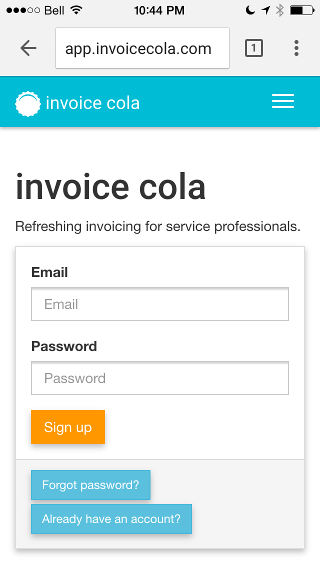 Bell 10:44 PM
app.invoicecola.com 1
invoice cola
invoice cola
Refreshing invoicing for service professionals.
Email
Email
Password
Password
Sign up
Forgot password?
Already have an account?